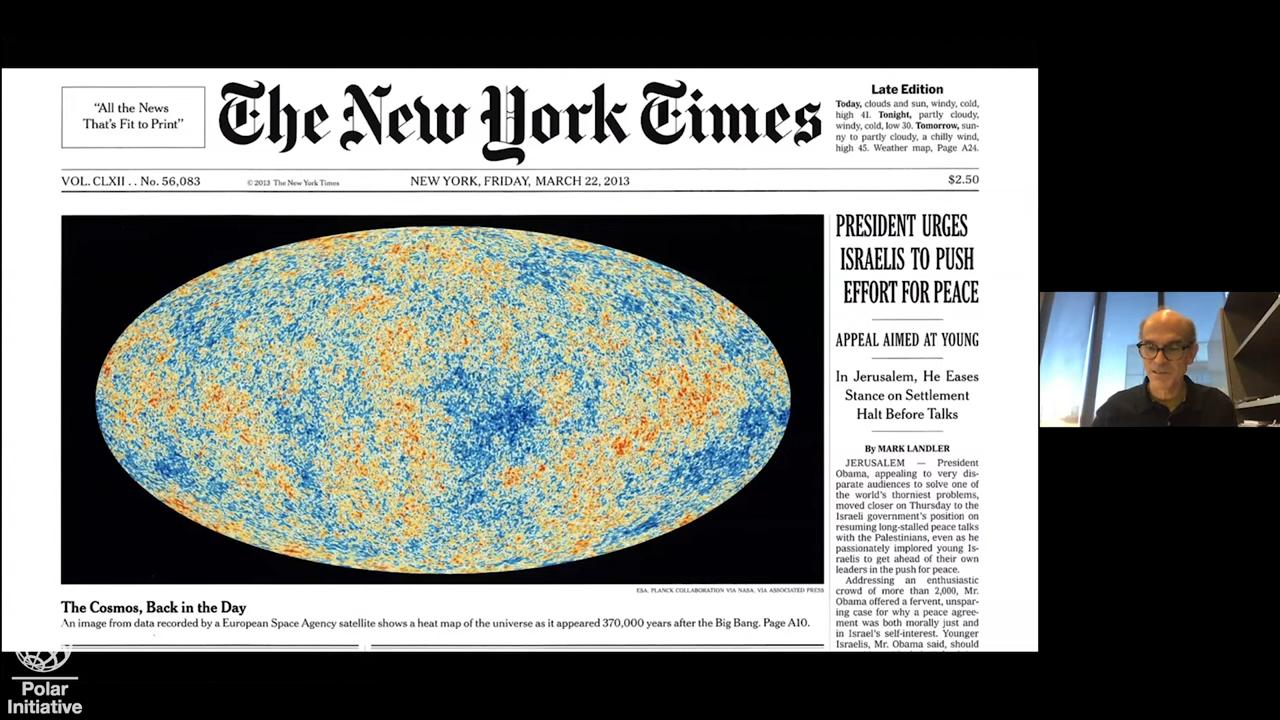 “All the News
That’s Fit to Print”
The New York Times
Late Edition
Today, clouds and sun, windy, cold,
high 41. Tonight, partly cloudy,
windy, cold, low 30. Tomorrow, sun-
ny to partly cloudy, a chilly wind,
high 45. Weather map, Page A24.
VOL. CLXII . . No. 56,083
© 2013 The New York Times
NEW YORK, FRIDAY, MARCH 22, 2013
$2.50
PRESIDENT URGES
ISRAELIS TO PUSH
EFFORT FOR PEACE
APPEAL AIMED AT YOUNG
In Jerusalem, He Eases
Stance on Settlement
Halt Before Talks
By MARK LANDLER
JERUSALEM — President
Obama, appealing to very dis-
parate audiences to solve one of
the world’s thorniest problems,
moved closer on Thursday to the
Israeli government’s position on
resuming long-stalled peace talks
with the Palestinians, even as he
passionately implored young Is-
raelis to get ahead of their own
leaders in the push for peace.
Addressing an enthusiastic
crowd of more than 2,000, Mr.
Obama offered a fervent, unspar-
ing case for why a peace agree-
ment was both morally just and
in Israel’s self-interest. Younger
Israelis, Mr. Obama said, should
ESA, PLANCK COLLABORATION VIA NASA, VIA ASSOCIATED PRESS
The Cosmos, Back in the Day
An image from data recorded by a European Space Agency satellite shows a heat map of the universe as it appeared 370,000 years after the Big Bang. Page A10.
Polar
Initiative